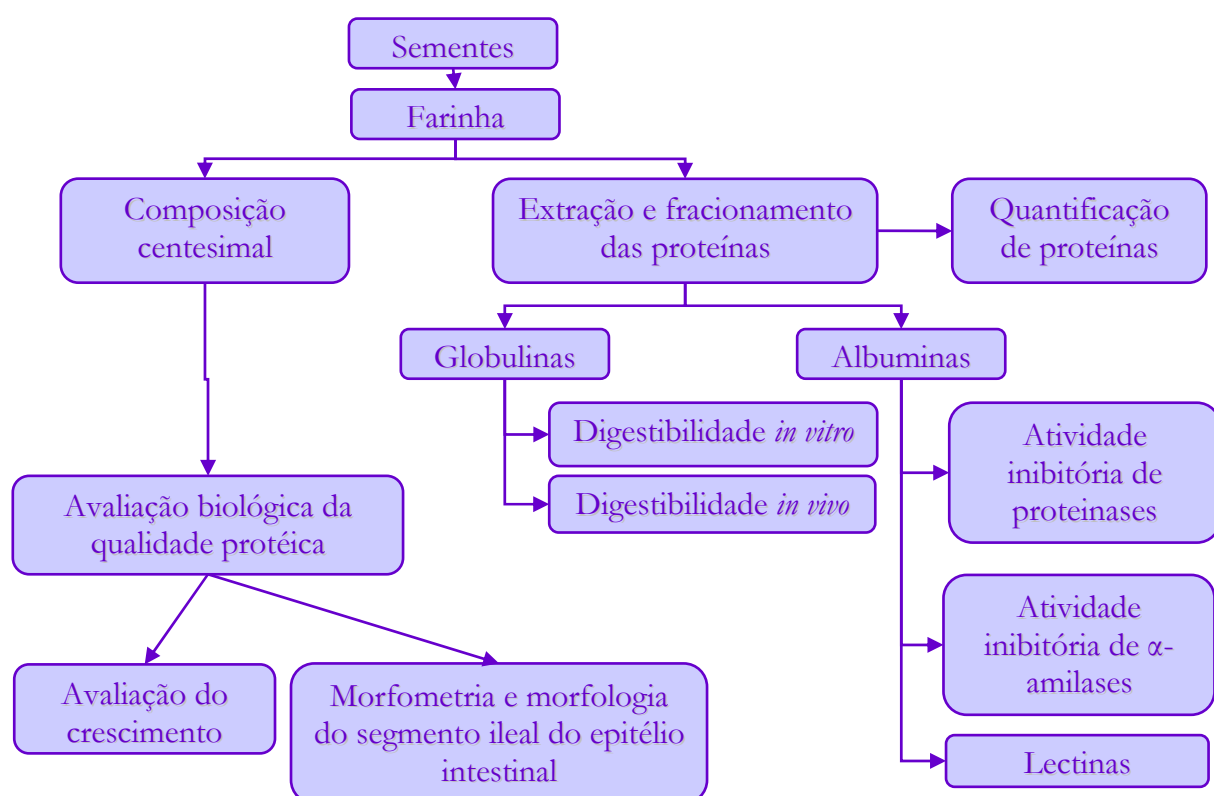 Sementes
Farinha
Composição
centesimal
Extração e fracionamento
das proteínas
Quantificação
de proteínas
Globulinas
Albuminas
Digestibilidade in vitro
Digestibilidade in vivo
Atividade
inibitória de
proteinases
Avaliação biológica da
qualidade protéica
Atividade
inibitória de α-
amilases
Avaliação do
crescimento
Morfometria e morfologia
do segmento ileal do epitélio
intestinal
Lectinas